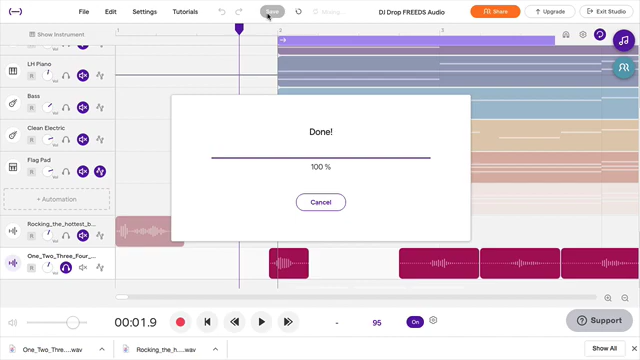 File Edit Settings Tutorials Save Mixing... DJ Drop FREEDS Audio Share Upgrade Exit Studio
Show Instrument 1 2 3
LH Piano
R
Bass
R
Clean Electric
R
Flag Pad
R
+ Automation
Rocking_the_hottest_b...
R
One_Two_Three_Four_...
R
Done!
100 %
Cancel
00:01.9 - 95 On Support
One_Two_Thre....wav Rocking_the_h....wav Show All